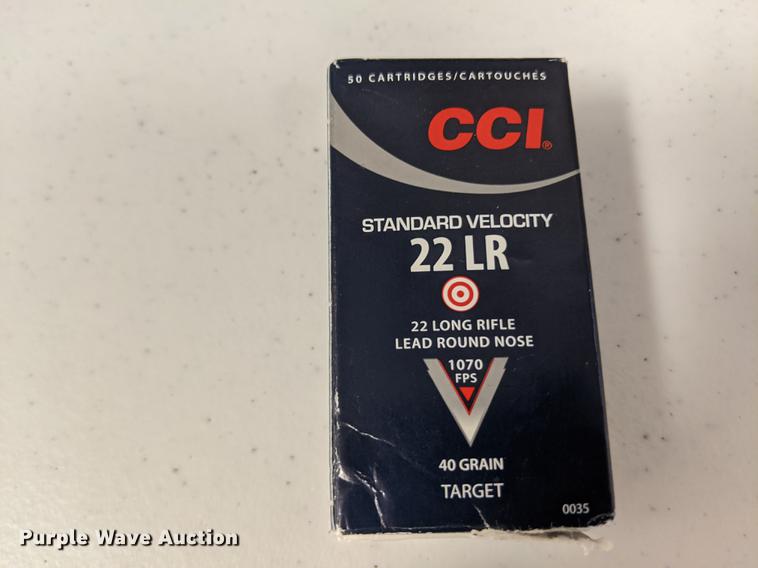 50 CARTRIDGES/CARTOUCHES
CCI®
STANDARD VELOCITY
22 LR
22 LONG RIFLE
LEAD ROUND NOSE
1070
FPS
40 GRAIN
TARGET
0035
Purple Wave Auction